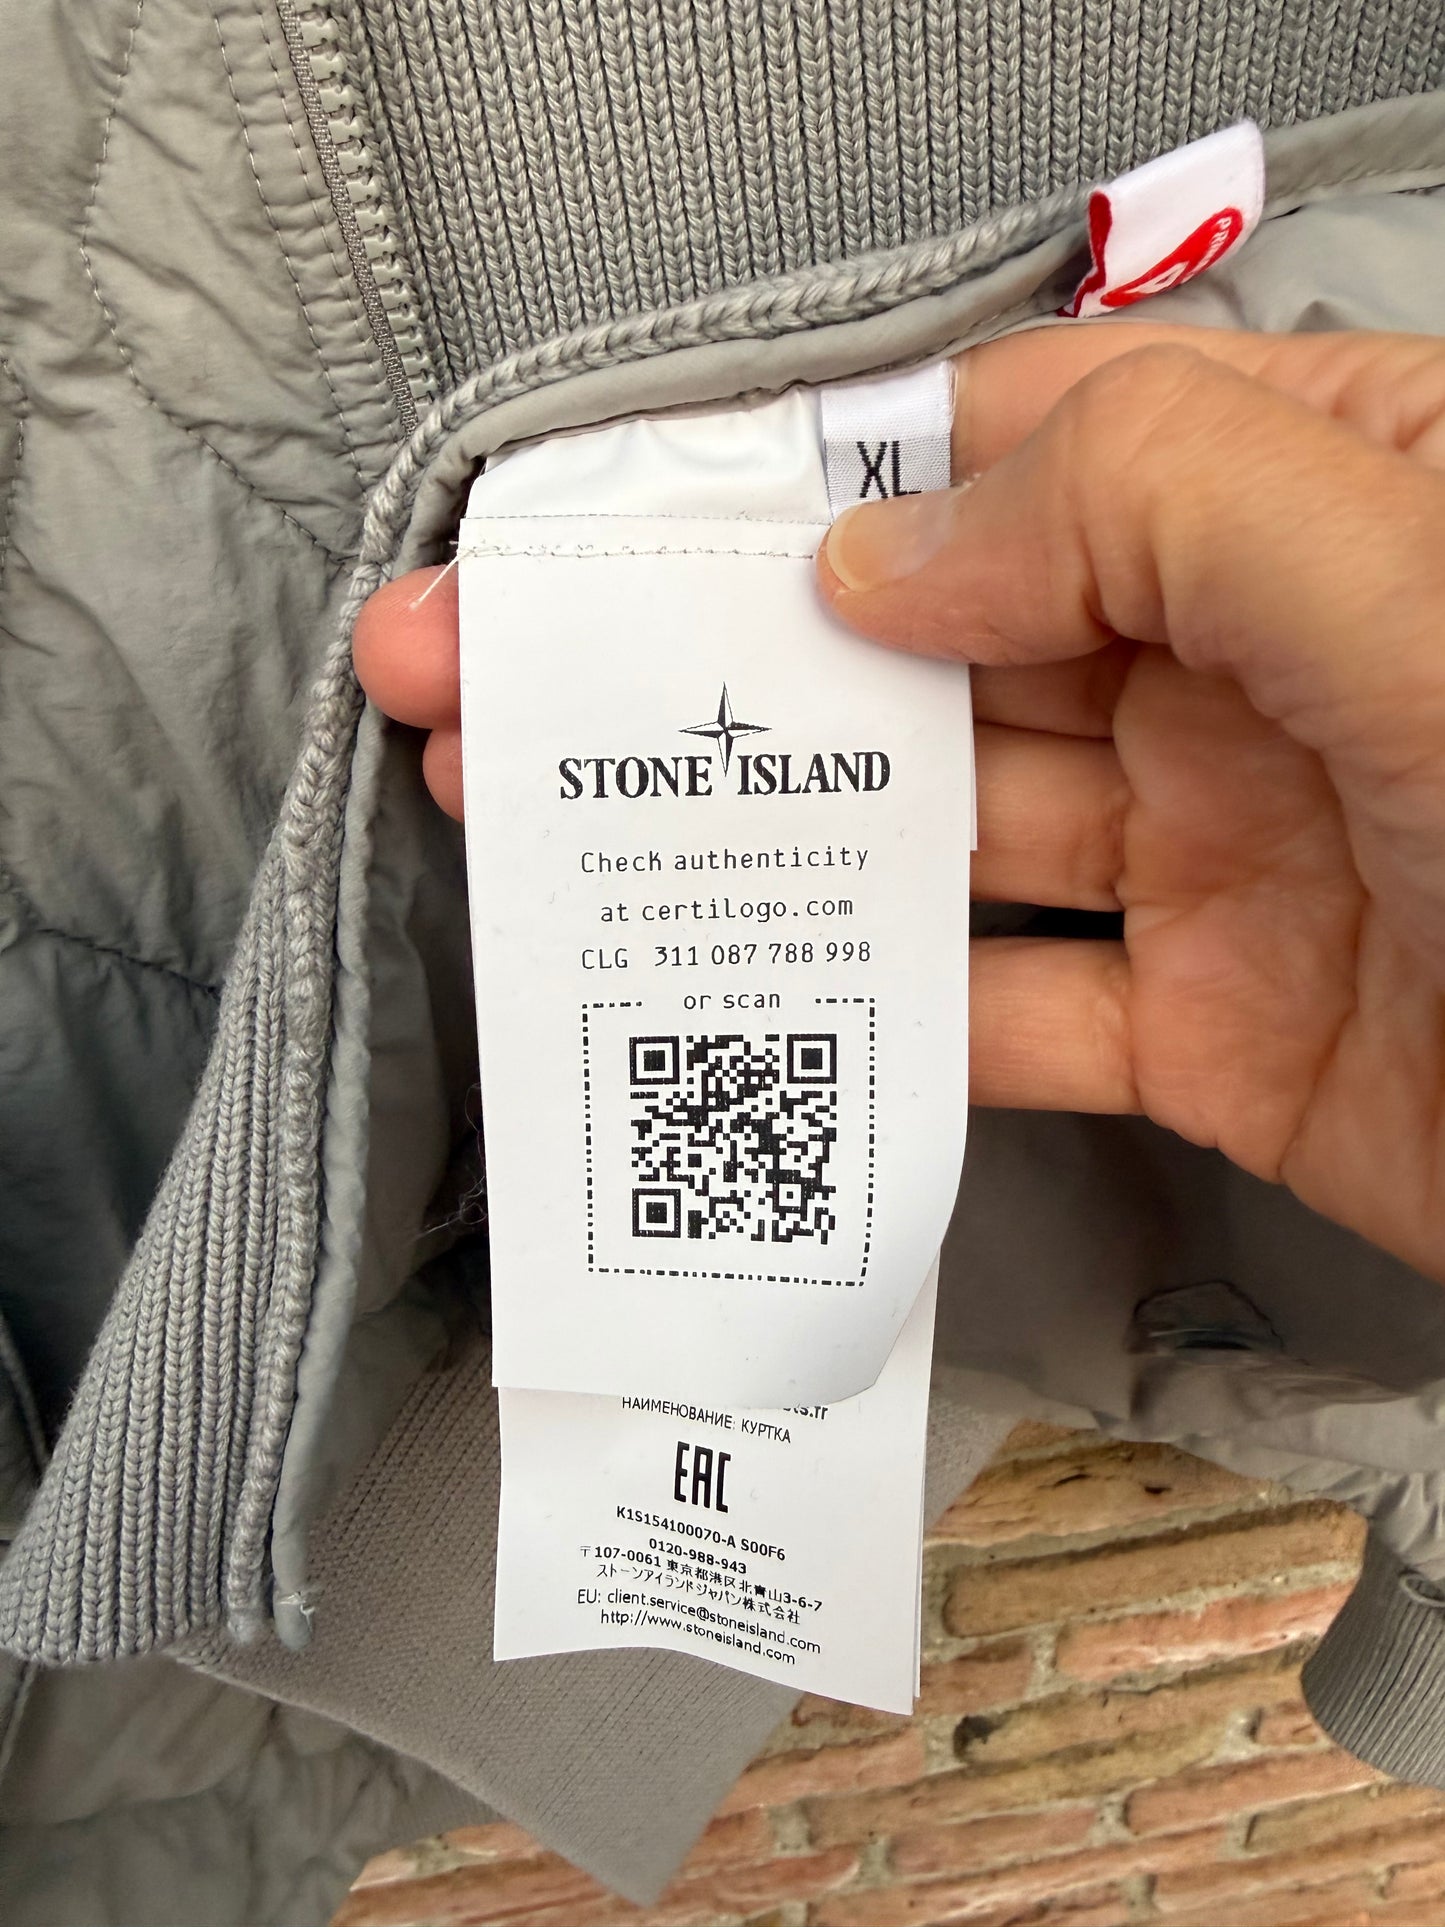 XL
STONE ISLAND
Check authenticity
at certilogo.com
CLG 311 087 788 998
or scan
НАИМЕНОВАНИЕ: КУРТКА
EAC
K1S154100070-A S00F6
0120-988-943
〒107-0061 東京都港区北青山3-6-7
ストーンアイランドジャパン株式会社
EU: client.service@stoneisland.com
http://www.stoneisland.com